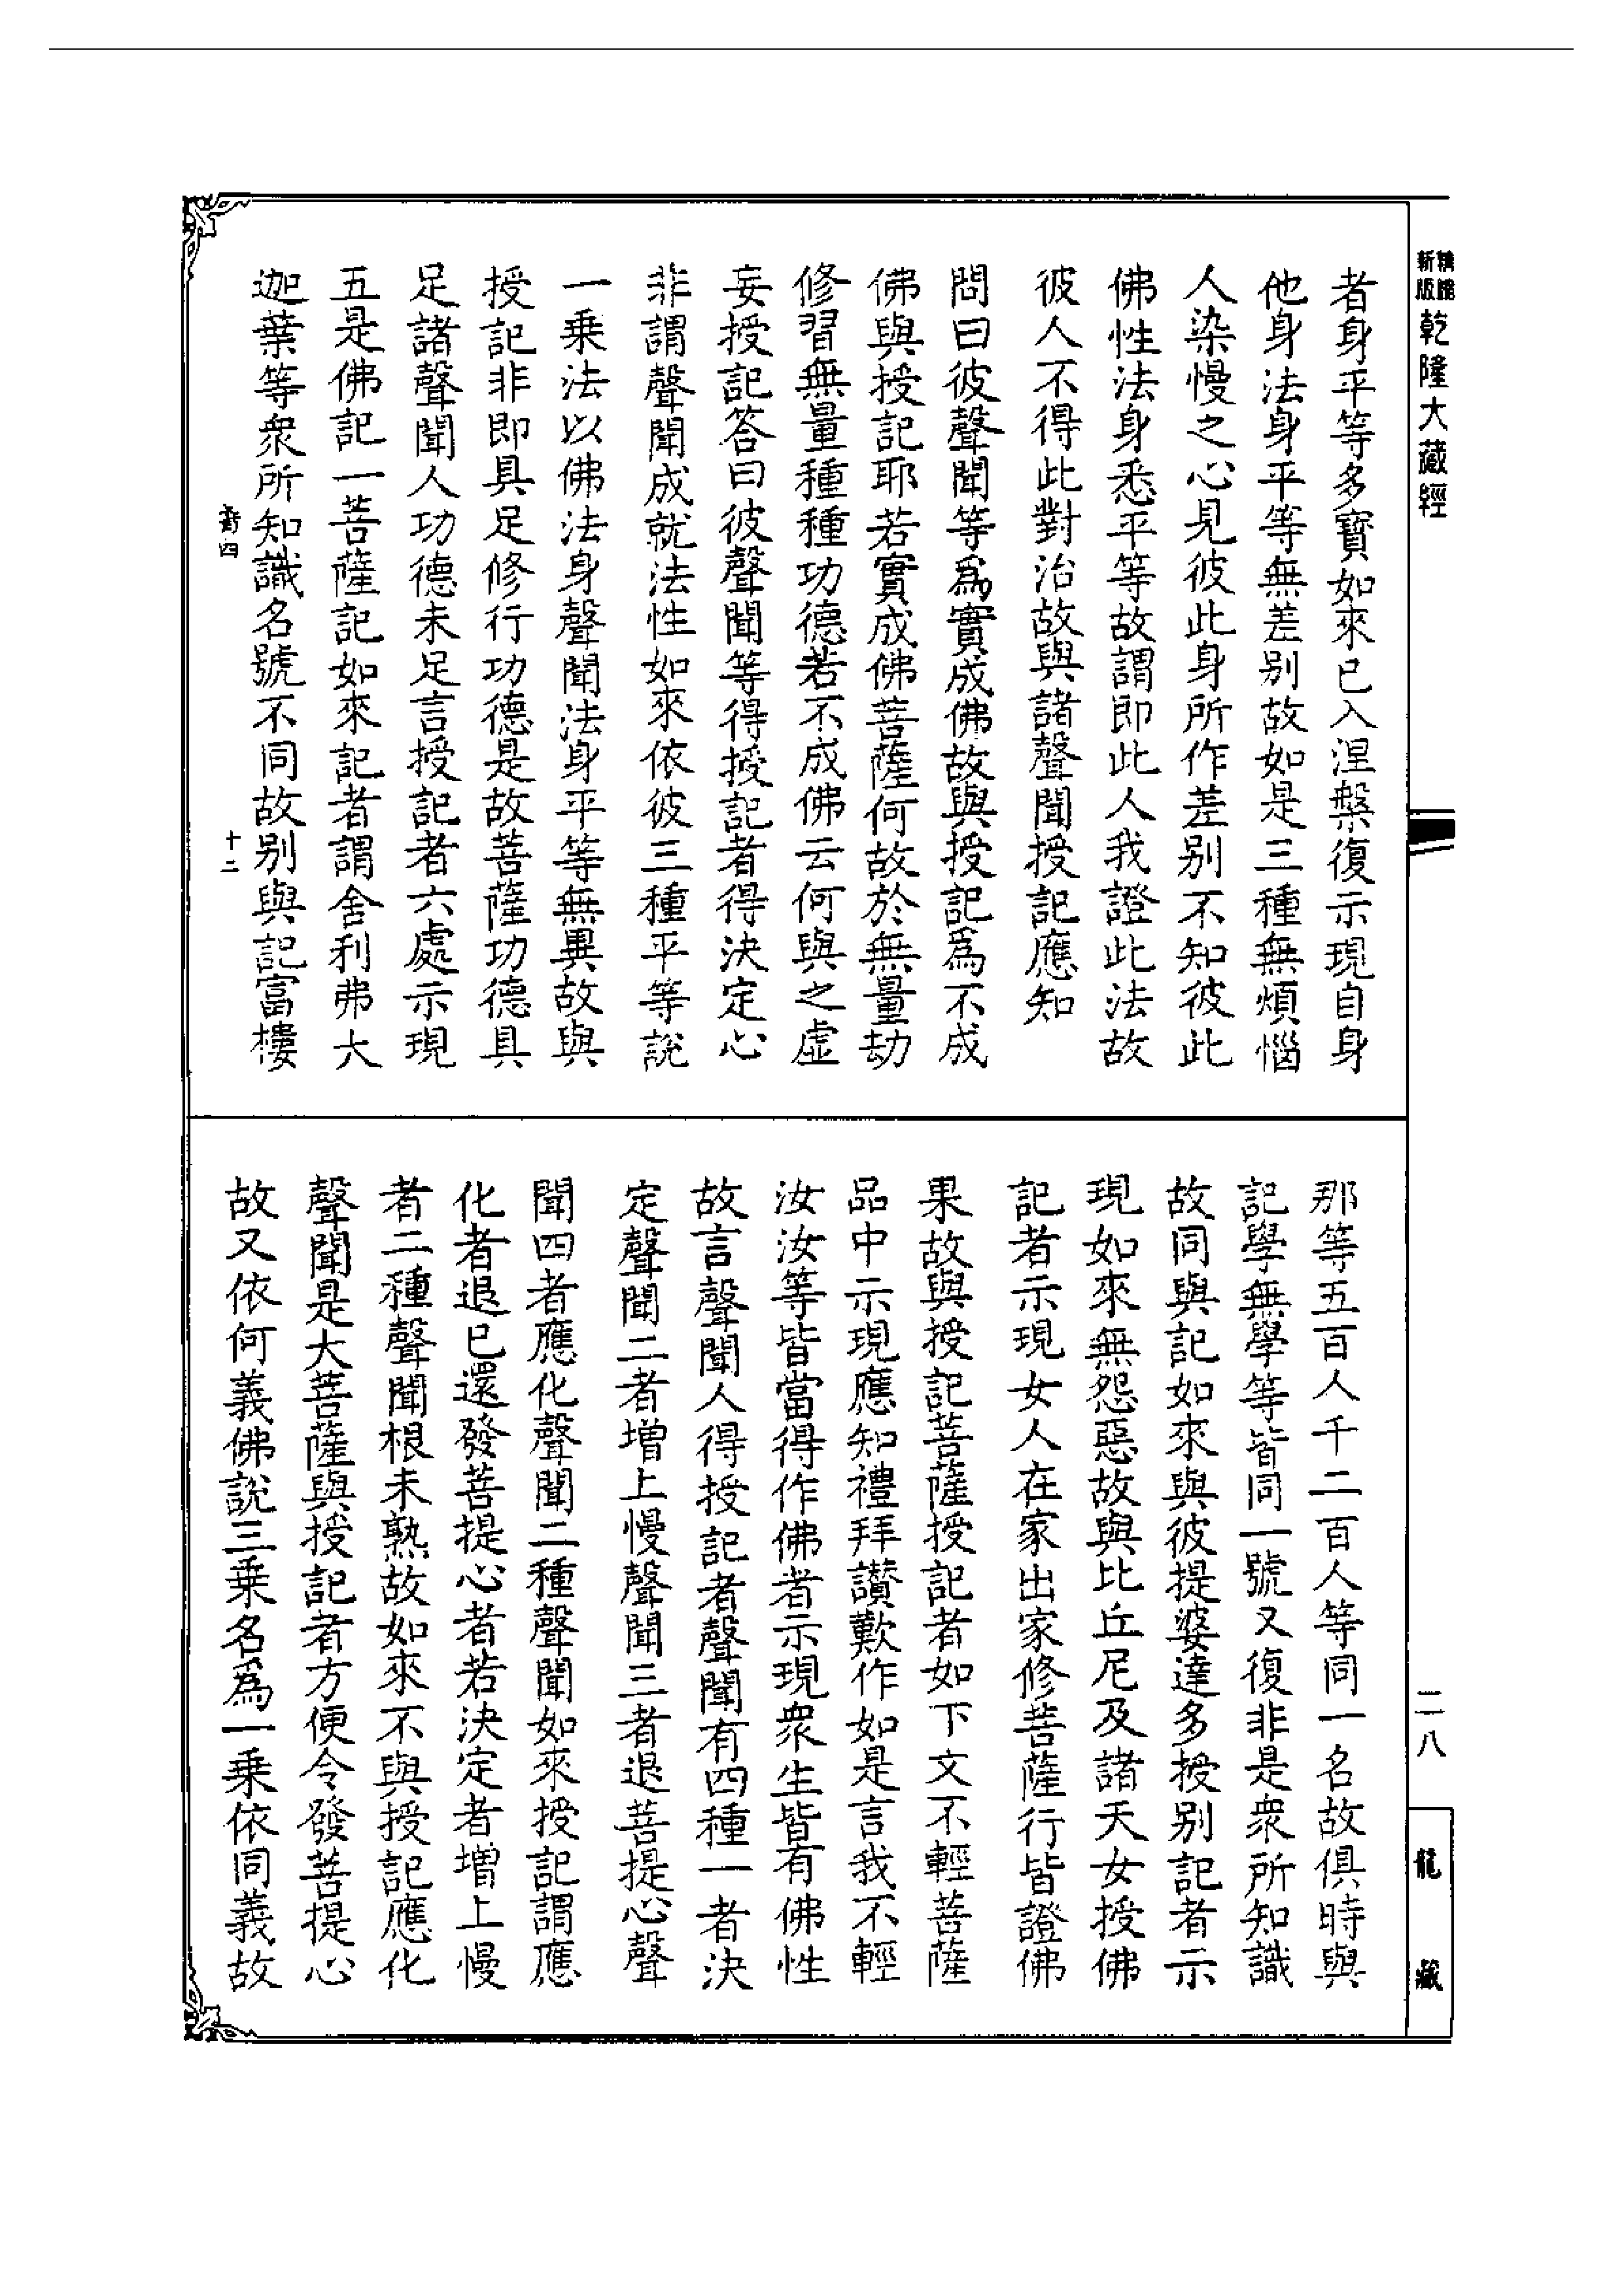 新版
乾隆大藏經
者身平等多寶如來已入涅槃復示現自身
他身法身平等無差別故如是三種無煩惱
人染慢之心見彼此身所作差別不知彼此
佛性法身悉平等故謂即此人我證此法故
彼人不得此對治故與諸聲聞授記應知
問曰彼聲聞等為實成佛故與授記為不成
佛與授記耶若實成佛菩薩何故於無量劫
修習無量種種功德若不成佛云何與之虛
妄授記答曰彼聲聞等得授記者得決定心
非謂聲聞成就法性如來依彼三種平等說
一乘法以佛法身聲聞法身平等無異故與
授記非即具足修行功德是故菩薩功德具
足諸聲聞人功德未足言授記者六處示現
五是佛記一菩薩記如來記者謂舍利弗大
迦葉等衆所知識名號不同故別與記富樓
十二
那等五百人千二百人等同一名故俱時與
記學無學等皆同一號又復非是衆所知識
故同與記如來與彼提婆達多授別記者示
現如來無怨惡故與比丘尼及諸天女授佛
記者示現女人在家出家修菩薩行皆證佛
果故與授記菩薩授記者如下文不輕菩薩
品中示現應知禮拜讃歎作如是言我不輕
汝汝等皆當得作佛者示現衆生皆有佛性
故言聲聞人得授記者聲聞有四種一者決
定聲聞二者增上慢聲聞三者退菩提心聲
聞四者應化聲聞二種聲聞如來授記謂應
化者退已還發菩提心者若決定者增上慢
者二種聲聞根未熟故如來不與授記應化
聲聞是大菩薩與授記者方便令發菩提心
故又依何義佛說三乘名為一乘依同義故
二八
龍藏